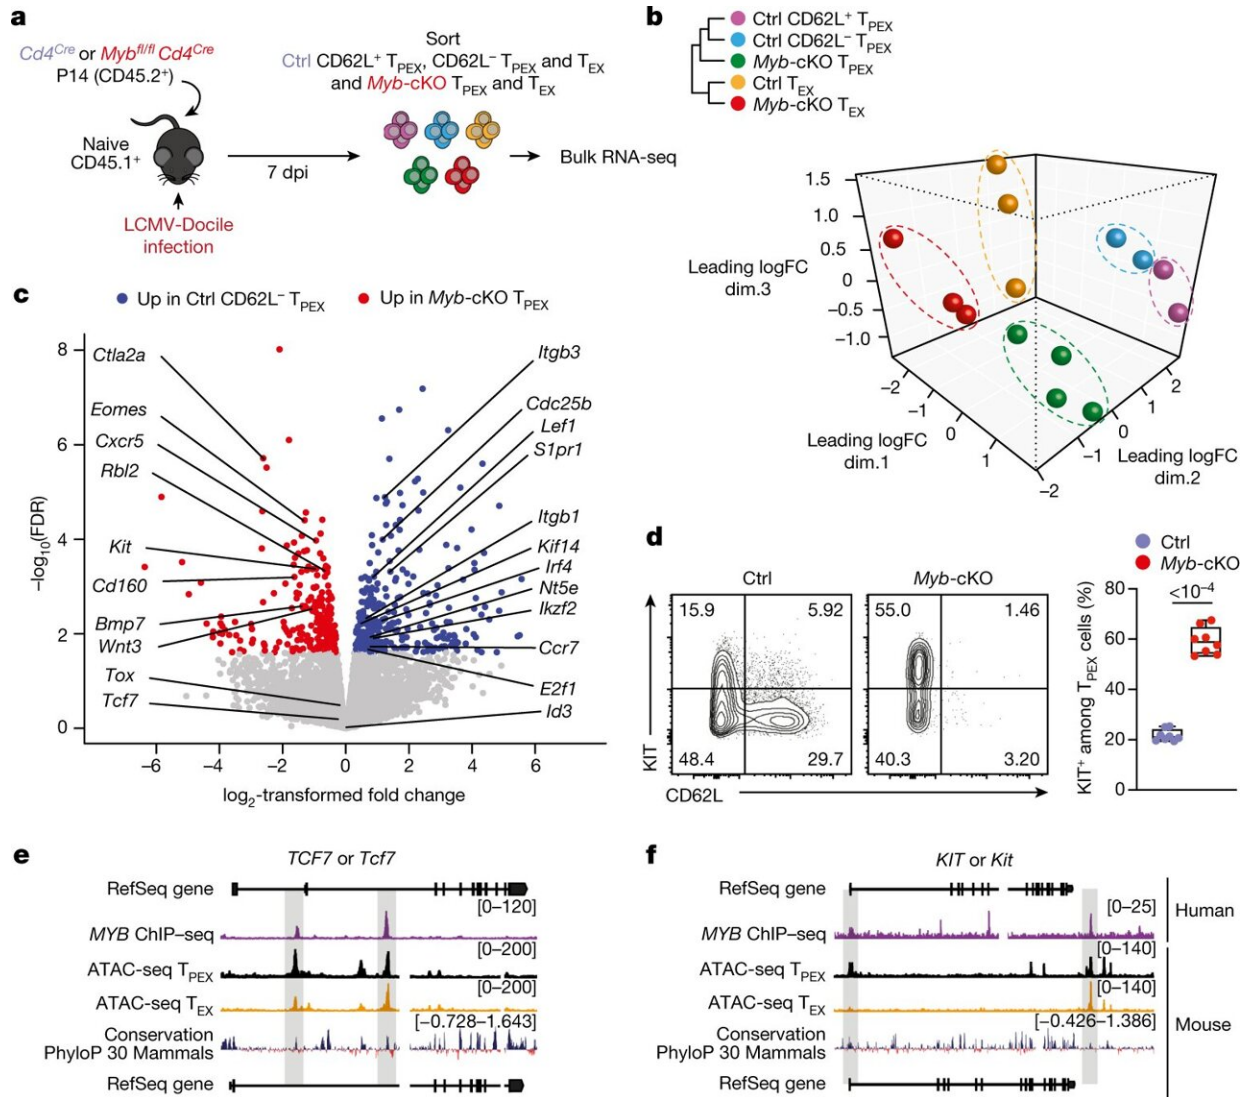 a
Cd4Cre or Mybfl/fl Cd4Cre
P14 (CD45.2+)
Naive
CD45.1+
LCMV-Docile
infection
7 dpi
Sort
Ctrl CD62L+ TPEX, CD62L– TPEX and TEX
and Myb-cKO TPEX and TEX
Bulk RNA-seq
b
Ctrl CD62L+ TPEX
Ctrl CD62L– TPEX
Myb-cKO TPEX
Ctrl TEX
Myb-cKO TEX
1.5
1.0
0.5
0
–0.5
–1.0
Leading logFC
dim.3
–2
–1
0
1
Leading logFC
dim.1
–2
–1
0
1
2
Leading logFC
dim.2
c
Up in Ctrl CD62L– TPEX
Up in Myb-cKO TPEX
8
6
4
2
0
–log10(FDR)
Ctla2a
Eomes
Cxcr5
Rbl2
Kit
Cd160
Bmp7
Wnt3
Tox
Tcf7
Itgb3
Cdc25b
Lef1
S1pr1
Itgb1
Kif14
Irf4
Nt5e
Ikzf2
Ccr7
E2f1
Id3
–6
–4
–2
0
2
4
6
log2-transformed fold change
d
Ctrl
Myb-cKO
15.9
5.92
48.4
29.7
55.0
1.46
40.3
3.20
KIT
CD62L
Ctrl
Myb-cKO
<10–4
80
60
40
20
0
KIT+ among TPEX cells (%)
e
TCF7 or Tcf7
RefSeq gene
[0–120]
MYB ChIP–seq
[0–200]
ATAC-seq TPEX
[0–200]
ATAC-seq TEX
[–0.728–1.643]
Conservation
PhyloP 30 Mammals
RefSeq gene
f
KIT or Kit
RefSeq gene
[0–25]
MYB ChIP–seq
[0–140]
ATAC-seq TPEX
[0–140]
ATAC-seq TEX
[–0.426–1.386]
Conservation
PhyloP 30 Mammals
RefSeq gene
Human
Mouse